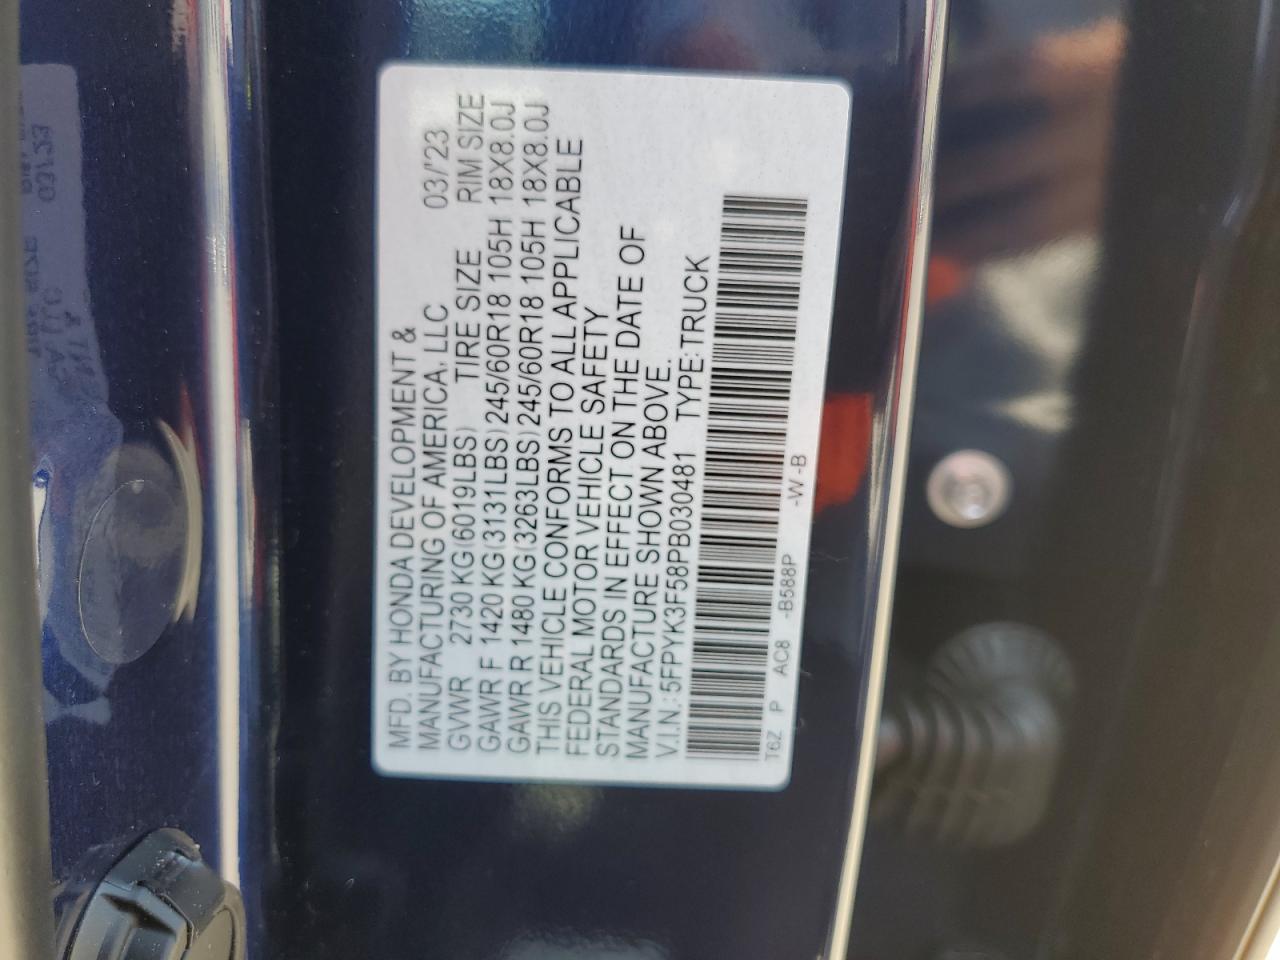 MFD. BY HONDA DEVELOPMENT &
MANUFACTURING OF AMERICA, LLC 03/'23
GVWR 2730 KG(6019LBS) TIRE SIZE RIM SIZE
GAWR F 1420 KG(3131LBS) 245/60R18 105H 18X8.0J
GAWR R 1480 KG(3263LBS) 245/60R18 105H 18X8.0J
THIS VEHICLE CONFORMS TO ALL APPLICABLE
FEDERAL MOTOR VEHICLE SAFETY
STANDARDS IN EFFECT ON THE DATE OF
MANUFACTURE SHOWN ABOVE.
V.I.N.: 5FPYK3F58PB030481 TYPE: TRUCK
T6Z P AC8 -B588P -W -B